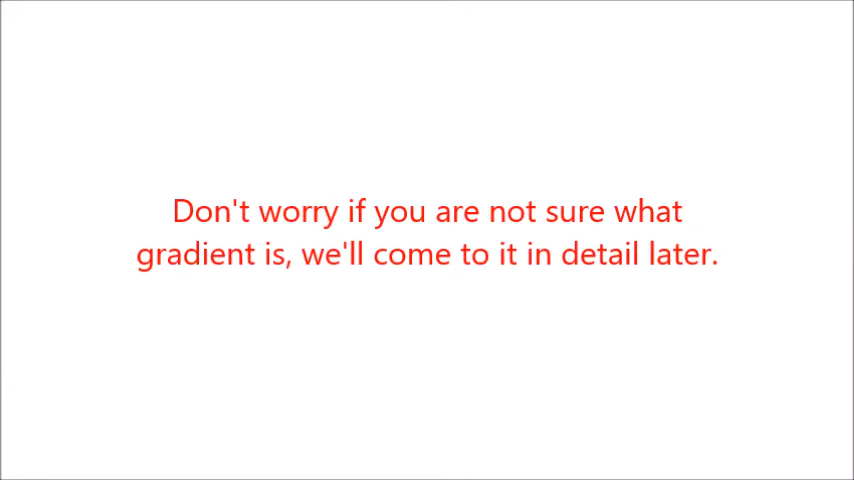 Don't worry if you are not sure what
gradient is, we'll come to it in detail later.